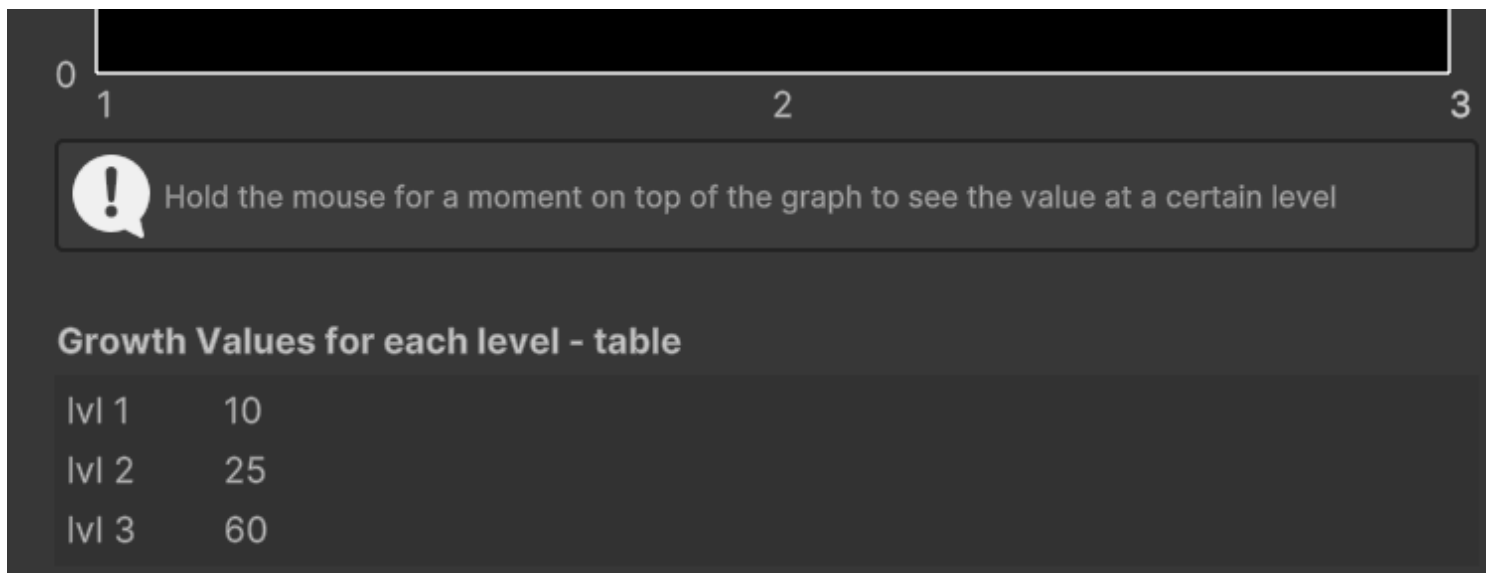 0
1 2 3
Hold the mouse for a moment on top of the graph to see the value at a certain level
Growth Values for each level - table
lvl 1 10
lvl 2 25
lvl 3 60